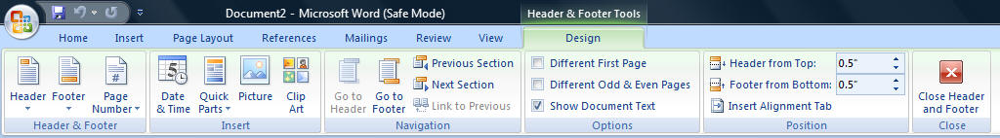 Document2 - Microsoft Word (Safe Mode)
Header & Footer Tools
Home Insert Page Layout References Mailings Review View Design
Header
Footer
Page
Number
Header & Footer
5
Date
& Time
Quick
Parts
Picture
Clip
Art
Insert
Go to
Header
Go to
Footer
Previous Section
Next Section
Link to Previous
Navigation
Different First Page
Different Odd & Even Pages
Show Document Text
Options
Header from Top: 0.5"
Footer from Bottom: 0.5"
Insert Alignment Tab
Position
Close Header
and Footer
Close